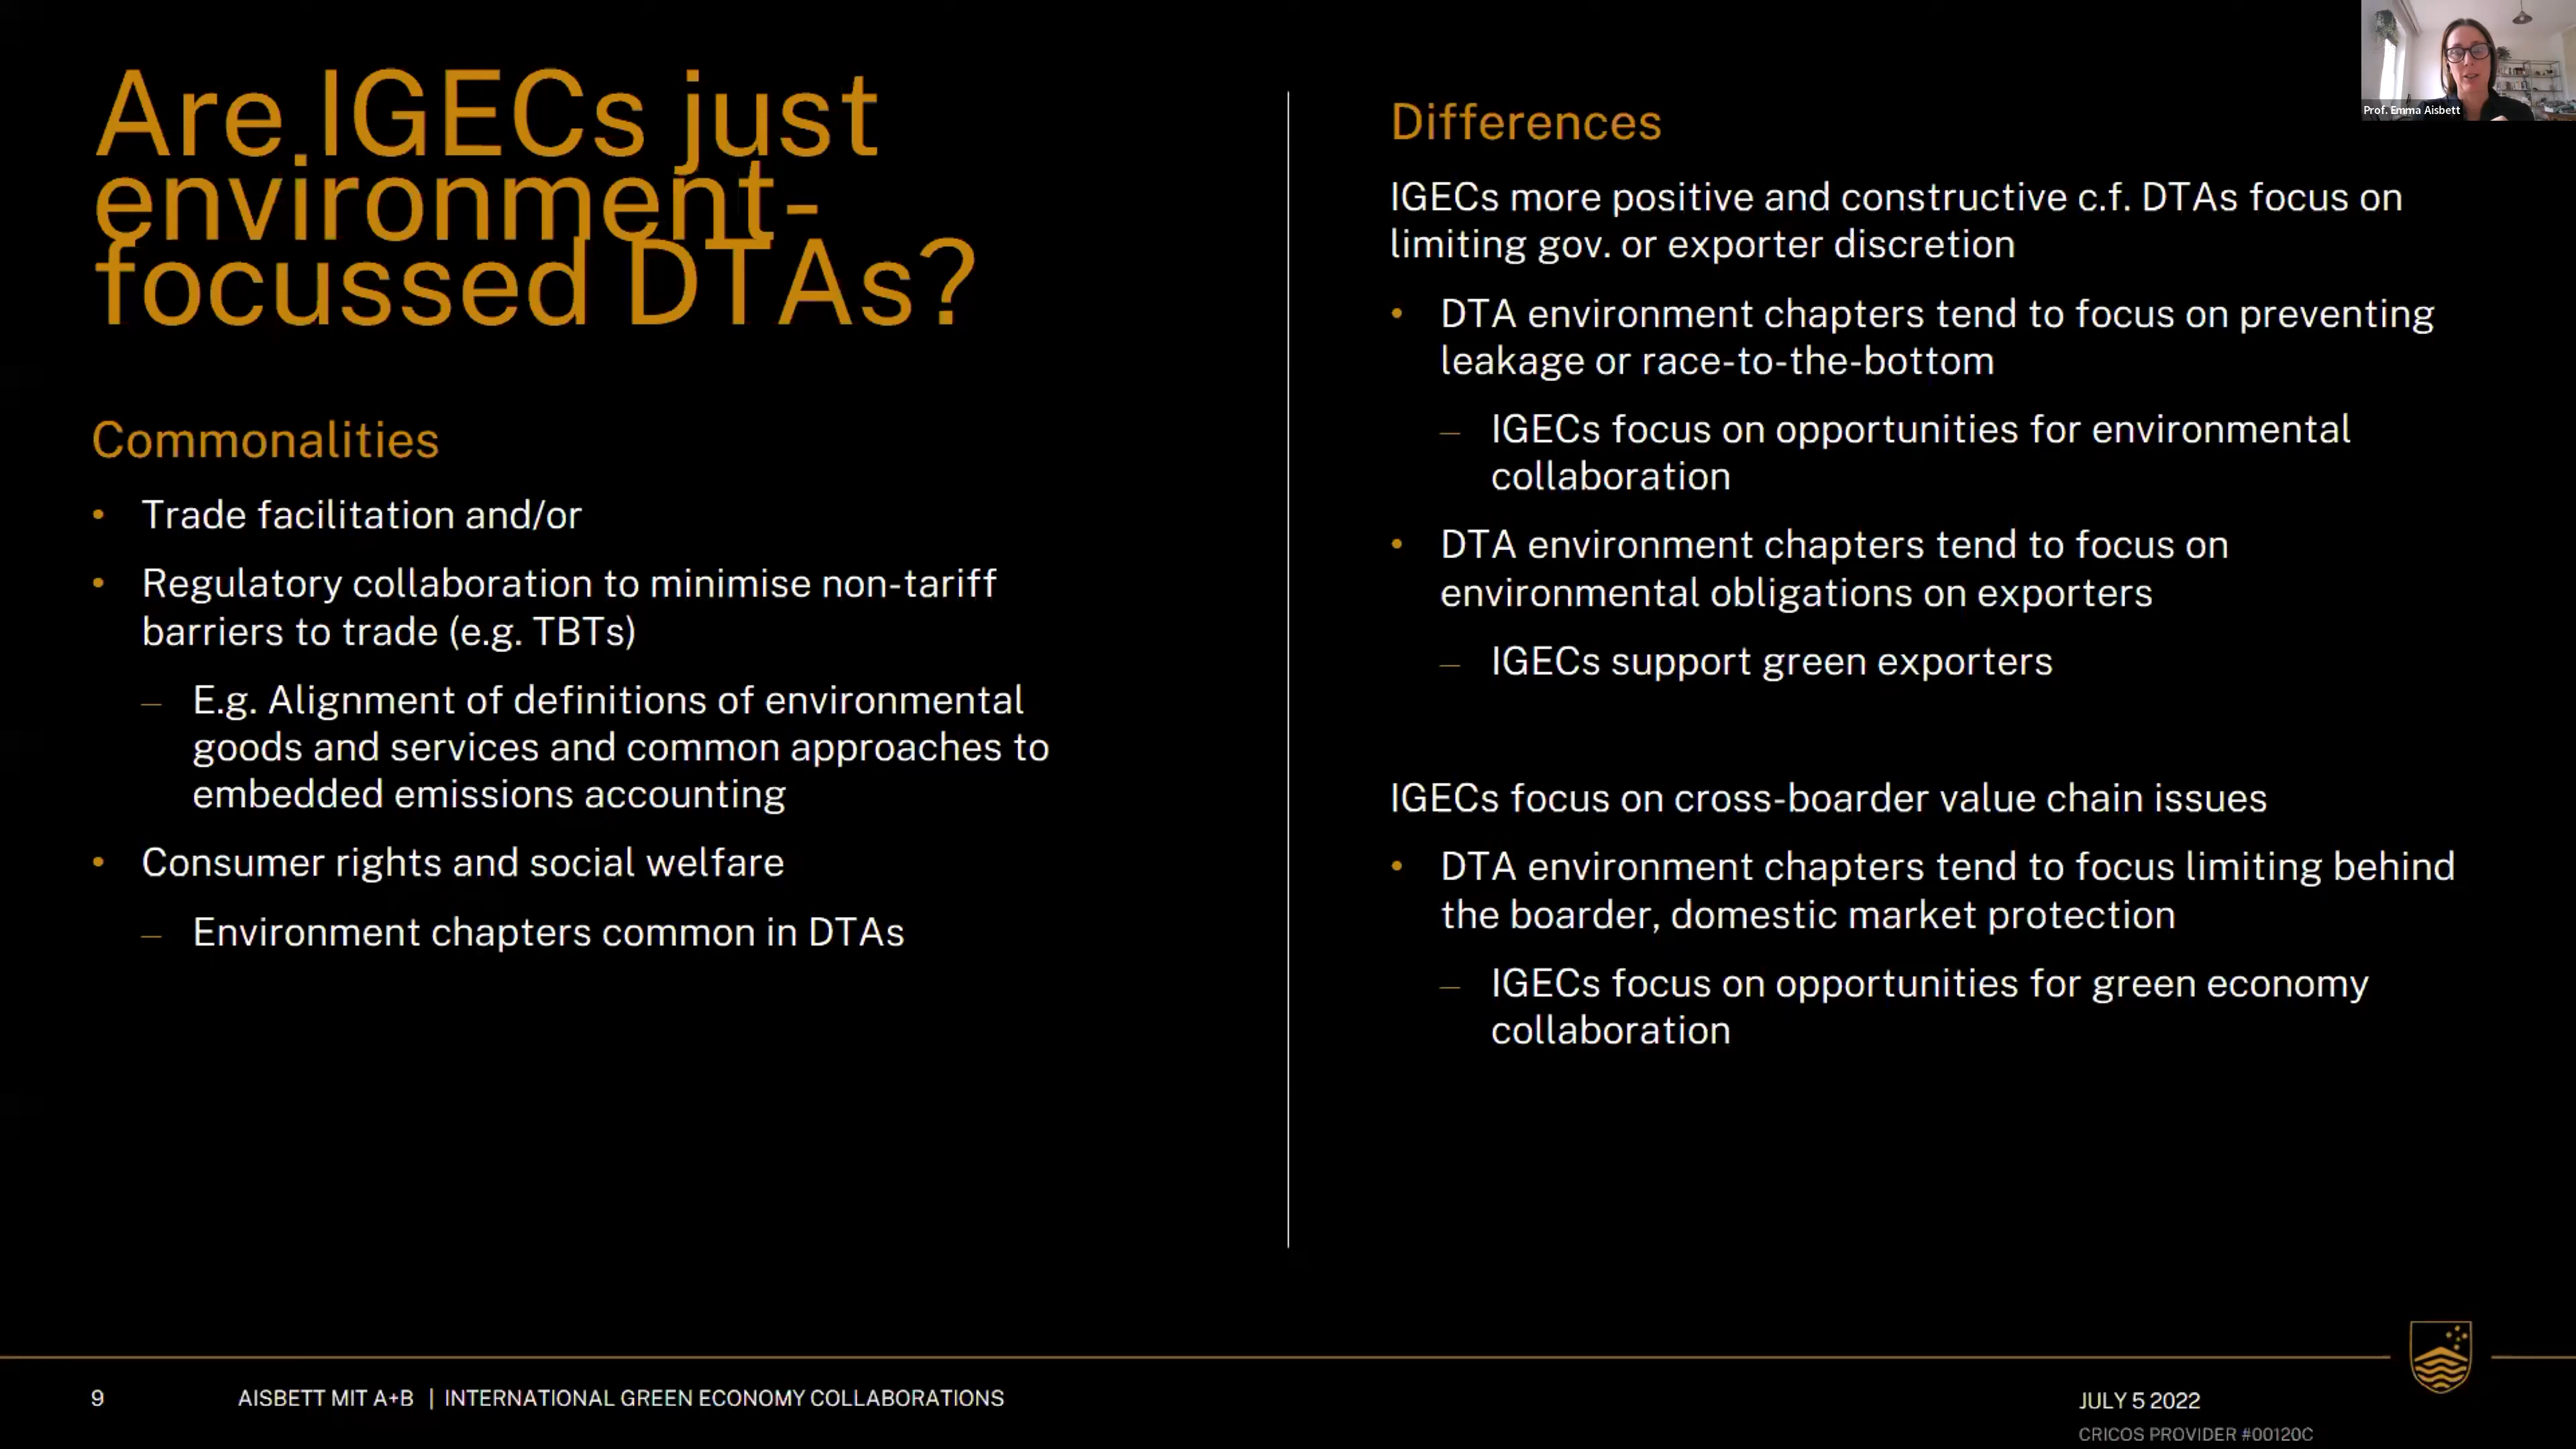 Are IGECs just
environment-
focussed DTAs?
Commonalities
• Trade facilitation and/or
• Regulatory collaboration to minimise non-tariff
barriers to trade (e.g. TBTs)
– E.g. Alignment of definitions of environmental
goods and services and common approaches to
embedded emissions accounting
• Consumer rights and social welfare
– Environment chapters common in DTAs
Differences
IGECs more positive and constructive c.f. DTAs focus on
limiting gov. or exporter discretion
• DTA environment chapters tend to focus on preventing
leakage or race-to-the-bottom
– IGECs focus on opportunities for environmental
collaboration
• DTA environment chapters tend to focus on
environmental obligations on exporters
– IGECs support green exporters
IGECs focus on cross-boarder value chain issues
• DTA environment chapters tend to focus limiting behind
the boarder, domestic market protection
– IGECs focus on opportunities for green economy
collaboration
Prof. Emma Aisbett
9 AISBETT MIT A+B | INTERNATIONAL GREEN ECONOMY COLLABORATIONS
JULY 5 2022
CRICOS PROVIDER #00120C